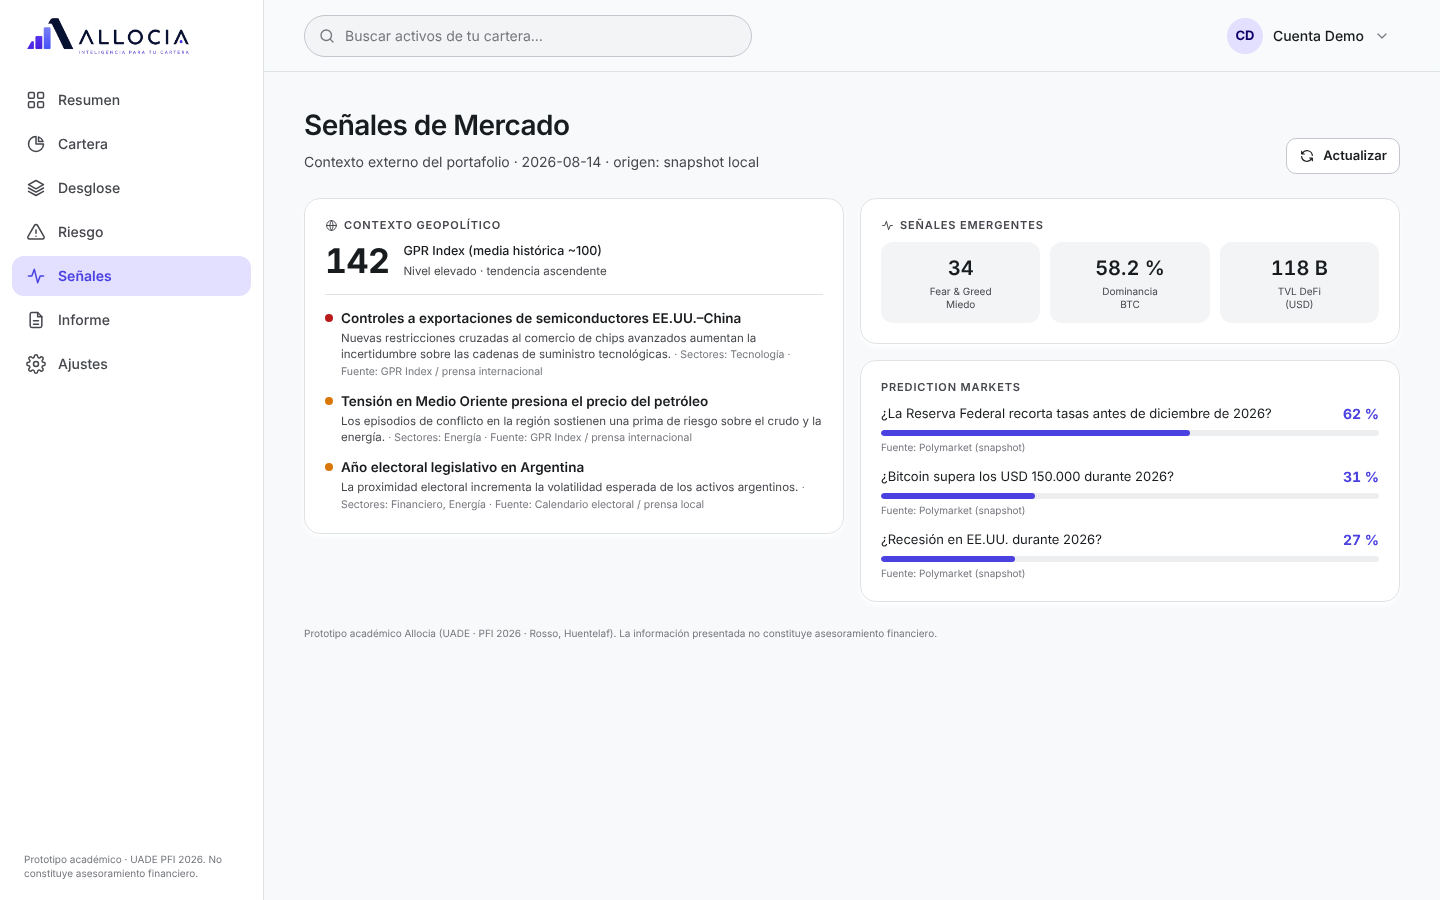 ALLOCIA
INTELIGENCIA PARA TU CARTERA
Resumen
Cartera
Desglose
Riesgo
Señales
Informe
Ajustes
Prototipo académico · UADE PFI 2026. No
constituye asesoramiento financiero.
Buscar activos de tu cartera...
CD
Cuenta Demo
Señales de Mercado
Contexto externo del portafolio · 2026-08-14 · origen: snapshot local
Actualizar
CONTEXTO GEOPOLÍTICO
142
GPR Index (media histórica ~100)
Nivel elevado · tendencia ascendente
Controles a exportaciones de semiconductores EE.UU.–China
Nuevas restricciones cruzadas al comercio de chips avanzados aumentan la
incertidumbre sobre las cadenas de suministro tecnológicas. · Sectores: Tecnología ·
Fuente: GPR Index / prensa internacional
Tensión en Medio Oriente presiona el precio del petróleo
Los episodios de conflicto en la región sostienen una prima de riesgo sobre el crudo y la
energía. · Sectores: Energía · Fuente: GPR Index / prensa internacional
Año electoral legislativo en Argentina
La proximidad electoral incrementa la volatilidad esperada de los activos argentinos. ·
Sectores: Financiero, Energía · Fuente: Calendario electoral / prensa local
SEÑALES EMERGENTES
34
Fear & Greed
Miedo
58.2 %
Dominancia
BTC
118 B
TVL DeFi
(USD)
PREDICTION MARKETS
¿La Reserva Federal recorta tasas antes de diciembre de 2026?
62 %
Fuente: Polymarket (snapshot)
¿Bitcoin supera los USD 150.000 durante 2026?
31 %
Fuente: Polymarket (snapshot)
¿Recesión en EE.UU. durante 2026?
27 %
Fuente: Polymarket (snapshot)
Prototipo académico Allocia (UADE · PFI 2026 · Rosso, Huentelaf). La información presentada no constituye asesoramiento financiero.